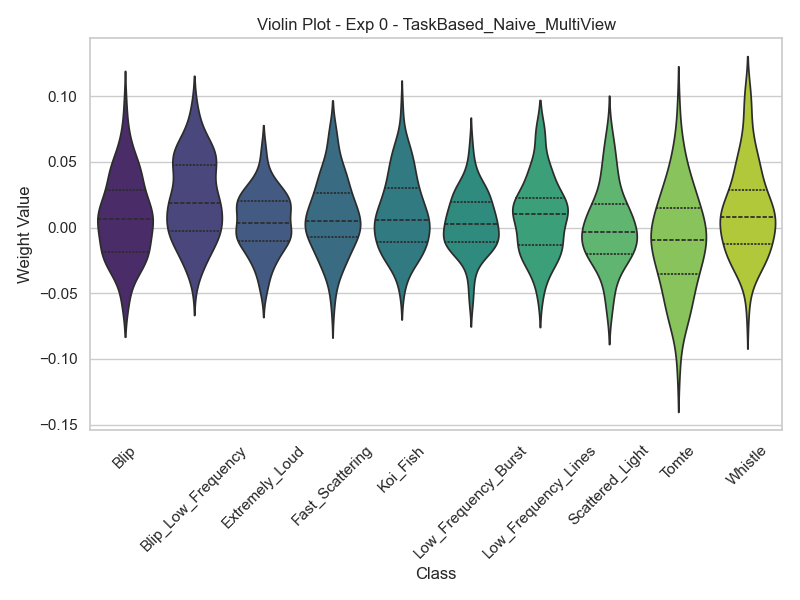 Violin Plot - Exp 0 - TaskBased_Naive_MultiView
Weight Value
0.10
0.05
0.00
−0.05
−0.10
−0.15
Blip
Blip_Low_Frequency
Extremely_Loud
Fast_Scattering
Koi_Fish
Low_Frequency_Burst
Low_Frequency_Lines
Scattered_Light
Tomte
Whistle
Class